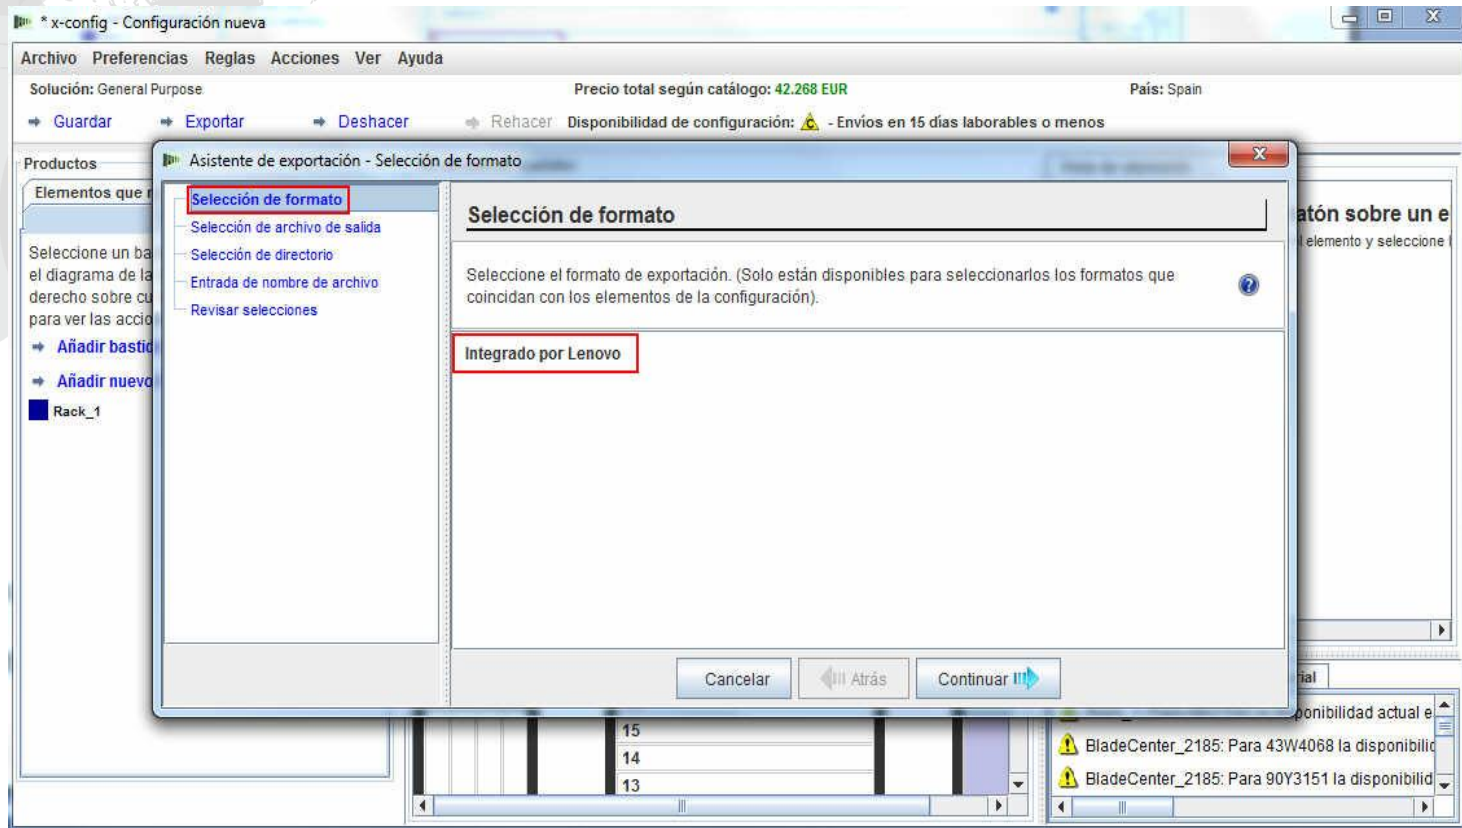 * x-config - Configuración nueva
Archivo Preferencias Reglas Acciones Ver Ayuda
Solución: General Purpose
Precio total según catálogo: 42.268 EUR
País: Spain
Guardar Exportar Deshacer Rehacer Disponibilidad de configuración: C - Envíos en 15 días laborables o menos
Productos
Elementos que
Seleccione un ba
el diagrama de la
derecho sobre cu
para ver las accio
Añadir bastid
Añadir nuevo
Rack_1
Asistente de exportación - Selección de formato
Selección de formato
Selección de archivo de salida
Selección de directorio
Entrada de nombre de archivo
Revisar selecciones
Selección de formato
Seleccione el formato de exportación. (Solo están disponibles para seleccionarlos los formatos que
coincidan con los elementos de la configuración).
Integrado por Lenovo
Cancelar Atrás Continuar
atón sobre un e
elemento y seleccione
15
14
13
rial
ponibilidad actual e
BladeCenter_2185: Para 43W4068 la disponibilid
BladeCenter_2185: Para 90Y3151 la disponibilid